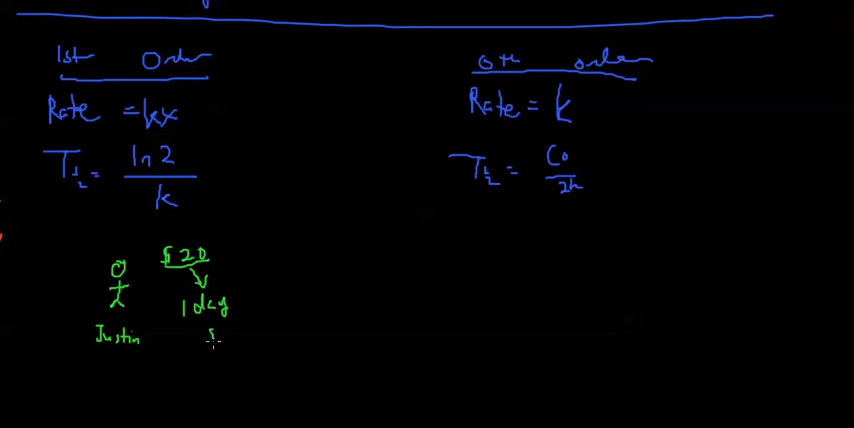 1st Order
Rate = kx
T1/2 = ln 2 / k
0th order
Rate = k
T1/2 = C0 / 2k
$ 20
1 day
Justin